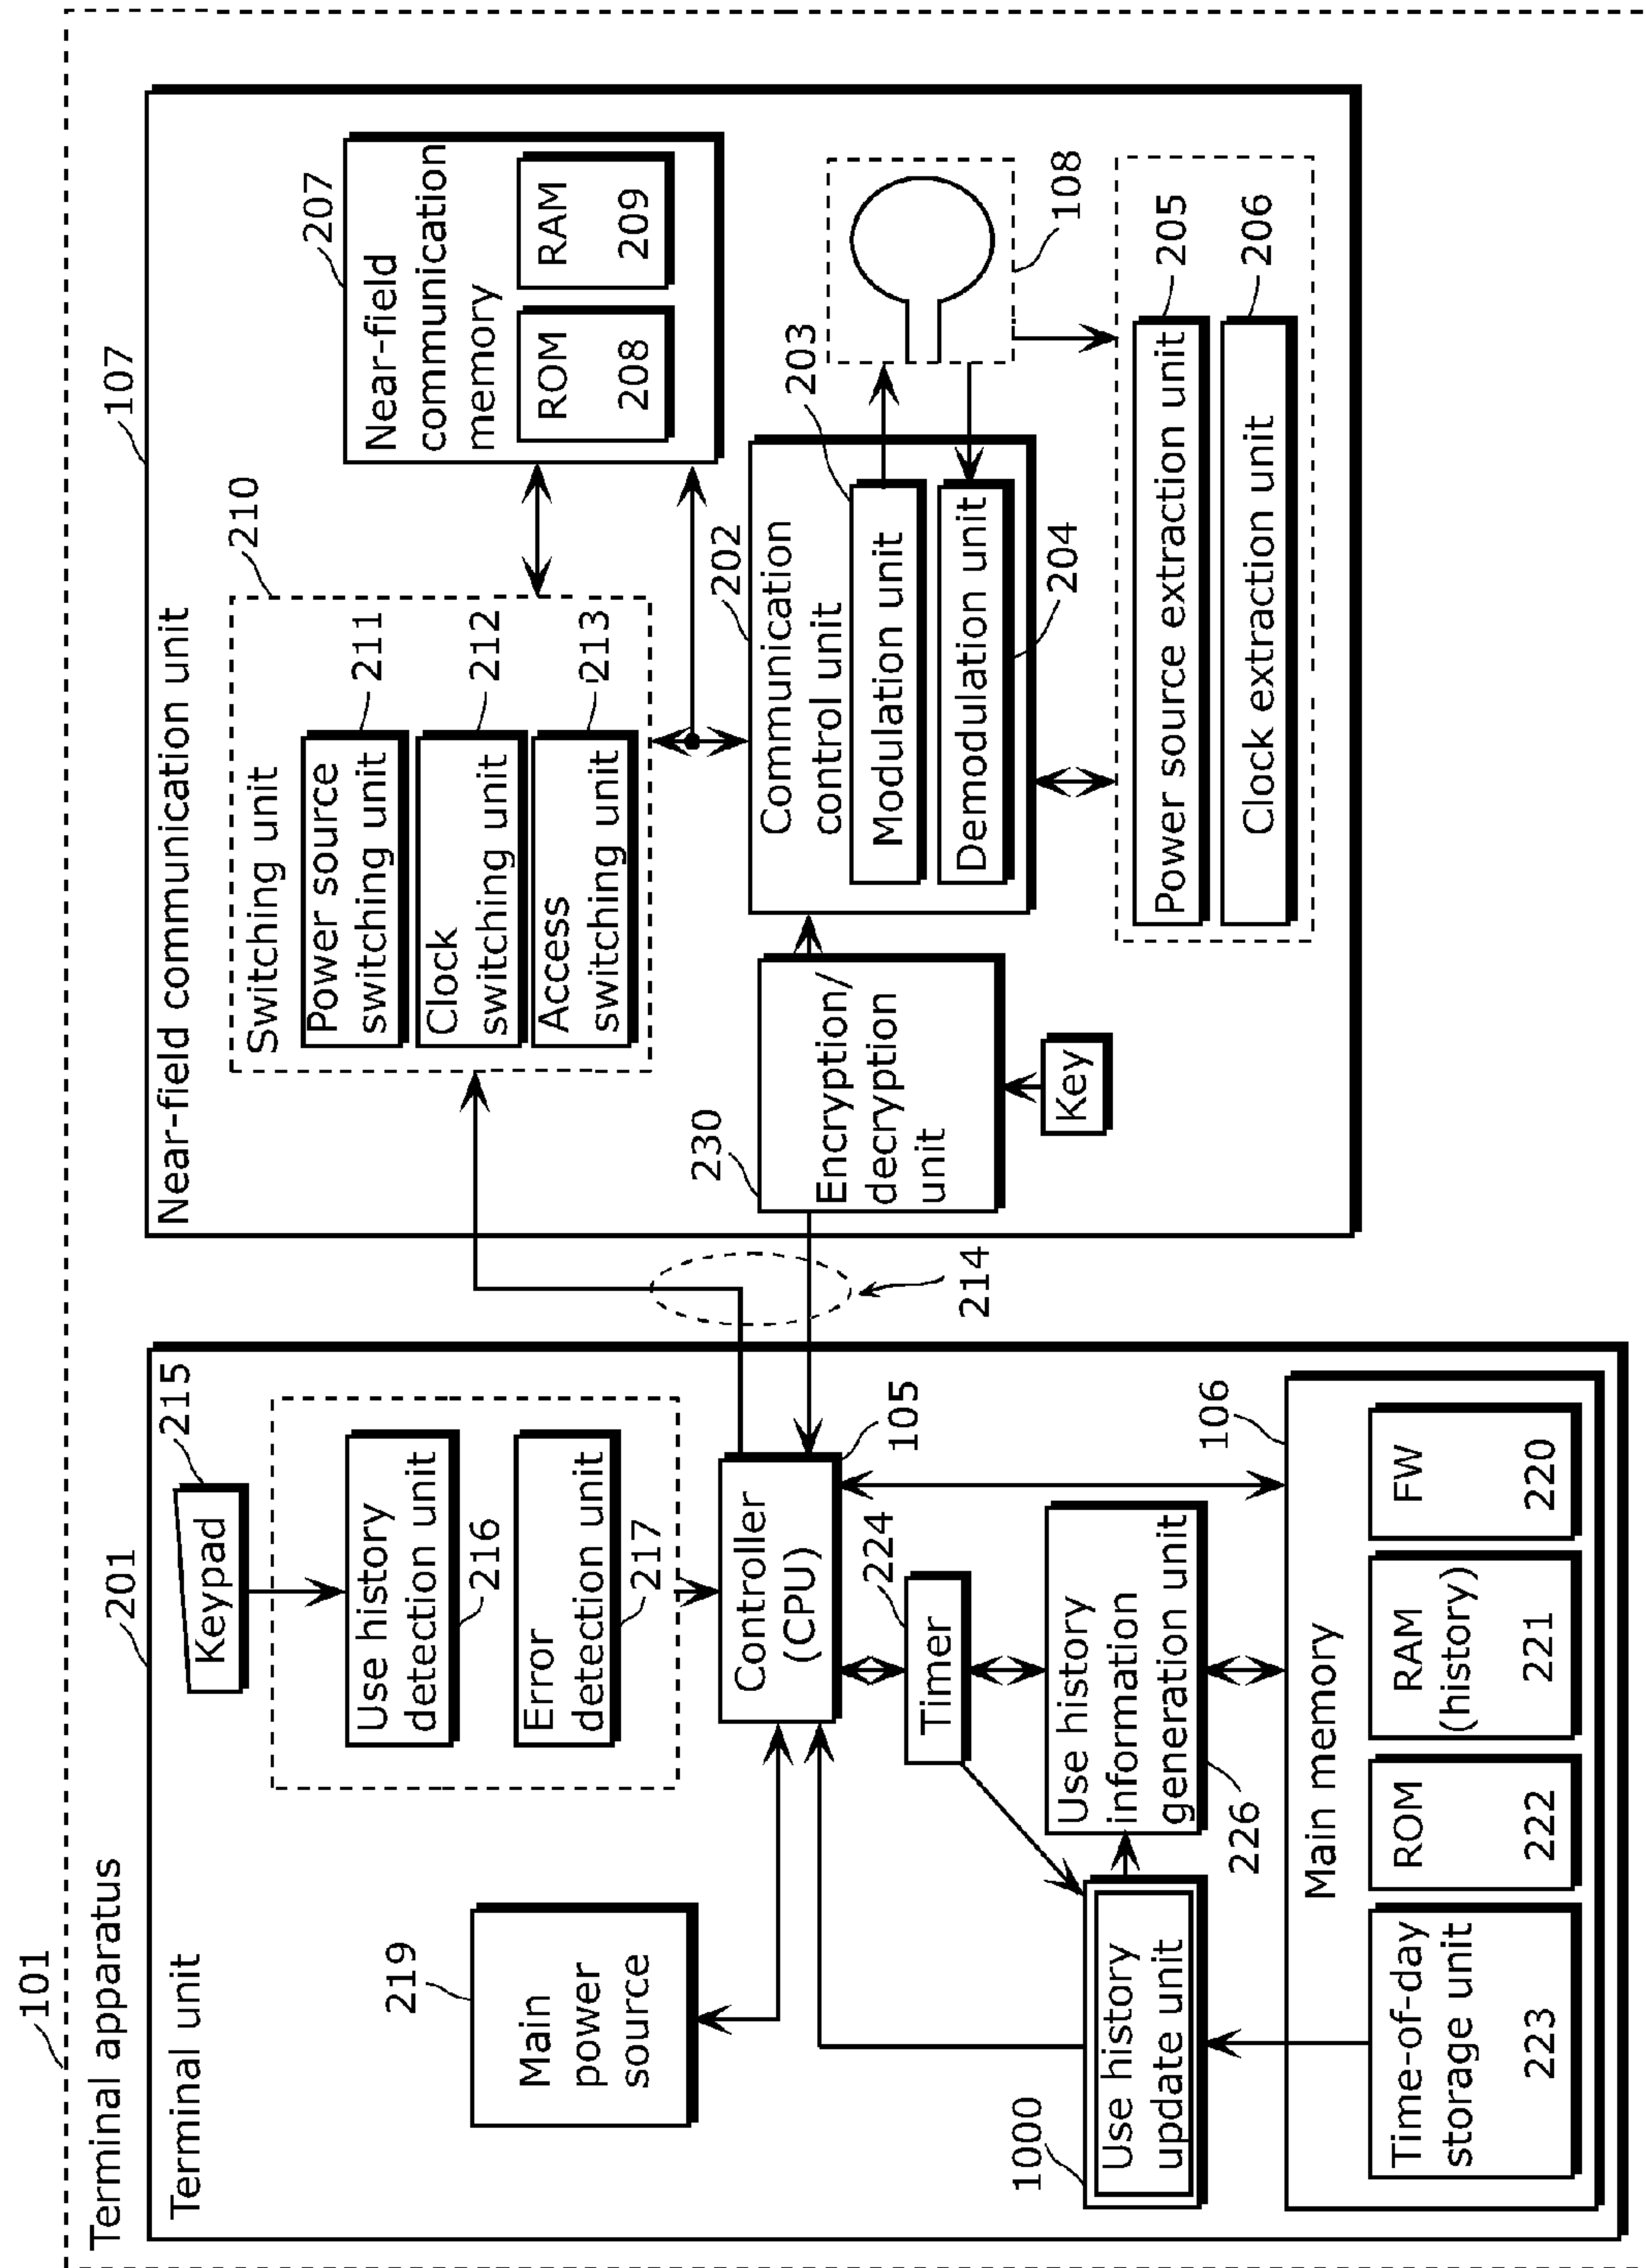 101
Terminal apparatus
201
Terminal unit
215
Keypad
Use history
detection unit
216
Error
detection unit
217
219
Main
power
source
Controller
(CPU)
105
224
Timer
106
1000
Use history
update unit
Use history
information
generation unit
226
Main memory
Time-of-day
storage unit
223
ROM
222
RAM
(history)
221
FW
220
214
107
Near-field communication unit
210
Switching unit
Power source
switching unit
211
Clock
switching unit
212
Access
switching unit
213
207
Near-field
communication
memory
ROM
208
RAM
209
230
Encryption/
decryption
unit
Key
202
Communication
control unit
203
Modulation unit
Demodulation unit
204
108
Power source extraction unit
205
Clock extraction unit
206